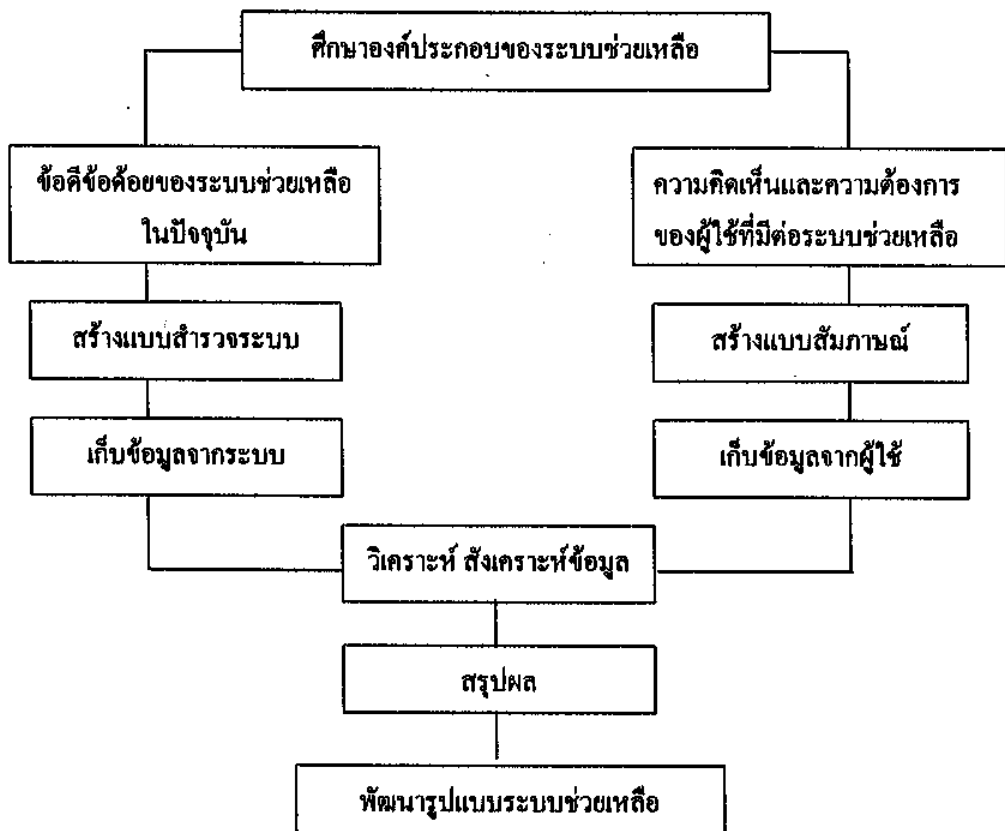 ศึกษาองค์ประกอบของระบบช่วยเหลือ
ข้อดีข้อด้อยของระบบช่วยเหลือ
ในปัจจุบัน
ความคิดเห็นและความต้องการ
ของผู้ใช้ที่มีต่อระบบช่วยเหลือ
สร้างแบบสำรวจระบบ
สร้างแบบสัมภาษณ์
เก็บข้อมูลจากระบบ
เก็บข้อมูลจากผู้ใช้
วิเคราะห์ สังเคราะห์ข้อมูล
สรุปผล
พัฒนารูปแบบระบบช่วยเหลือ